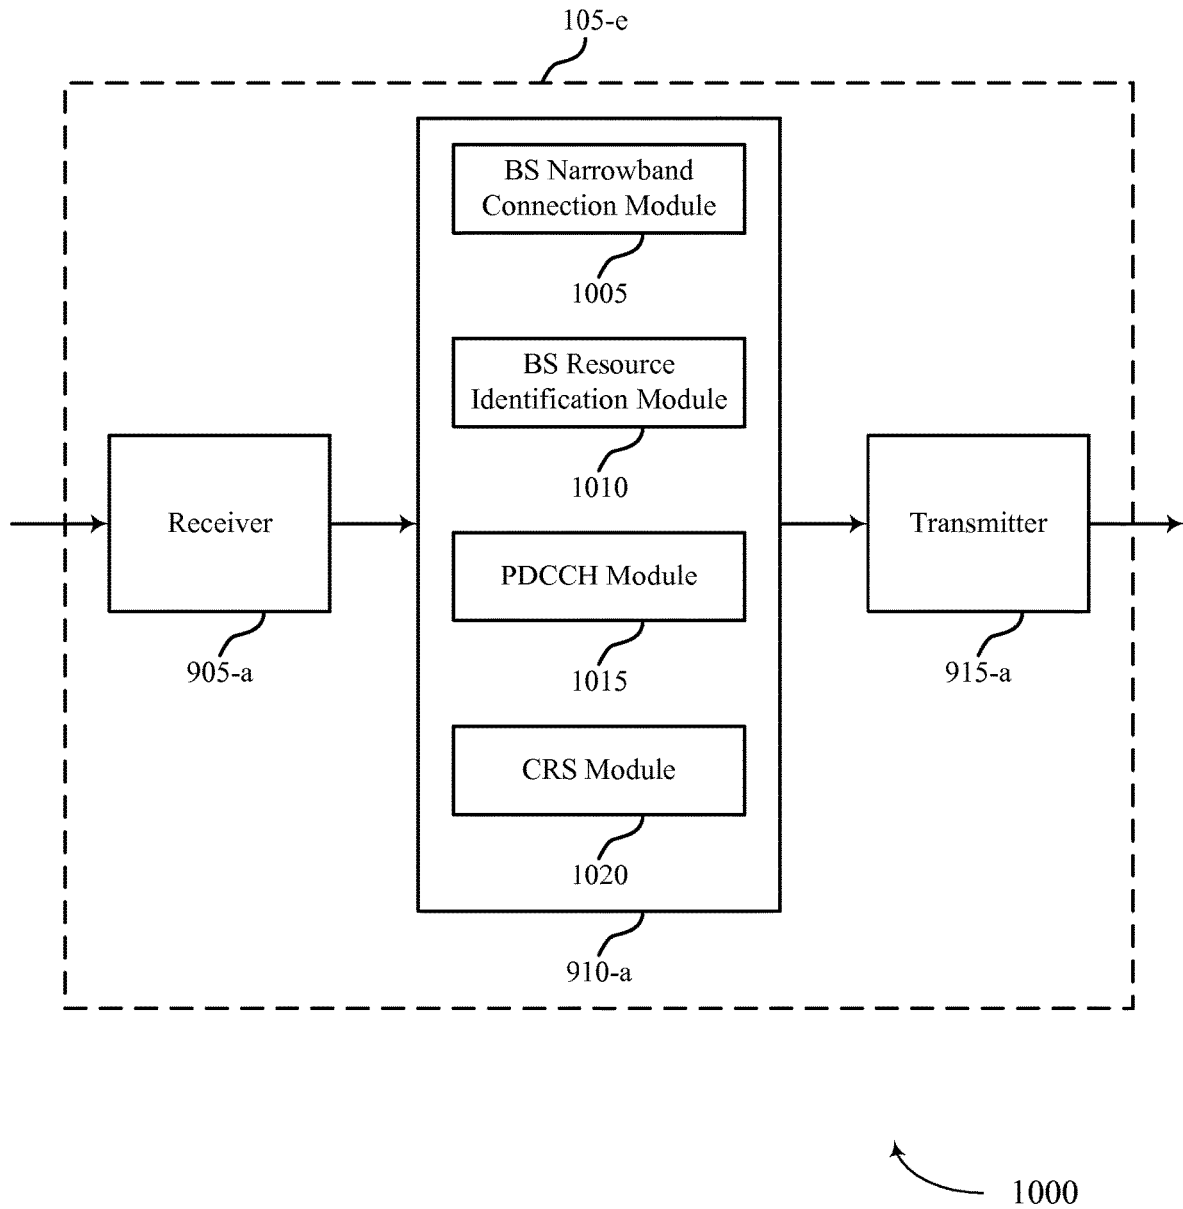 105-e
BS Narrowband
Connection Module
1005
BS Resource
Identification Module
1010
Receiver
905-a
PDCCH Module
1015
Transmitter
915-a
CRS Module
1020
910-a
1000